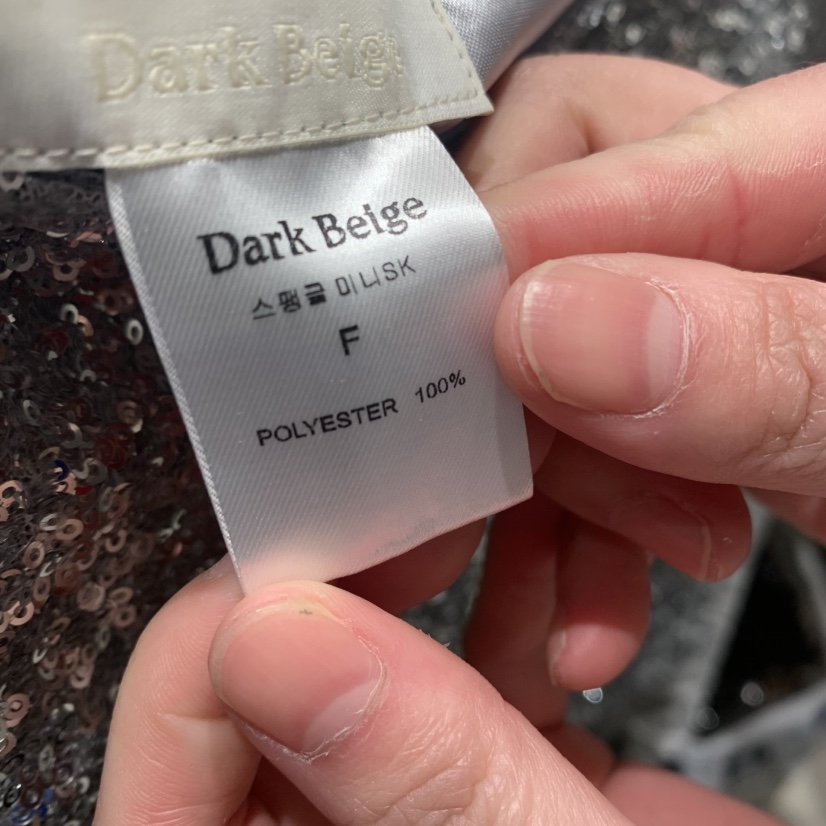 Dark Beige
Dark Beige
스팽글 미니SK
F
POLYESTER 100%